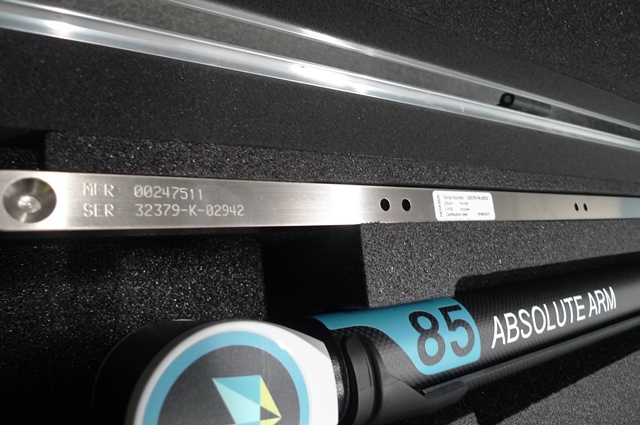 MFR 00247511
SER 32379-K-02942
85
ABSOLUTE ARM